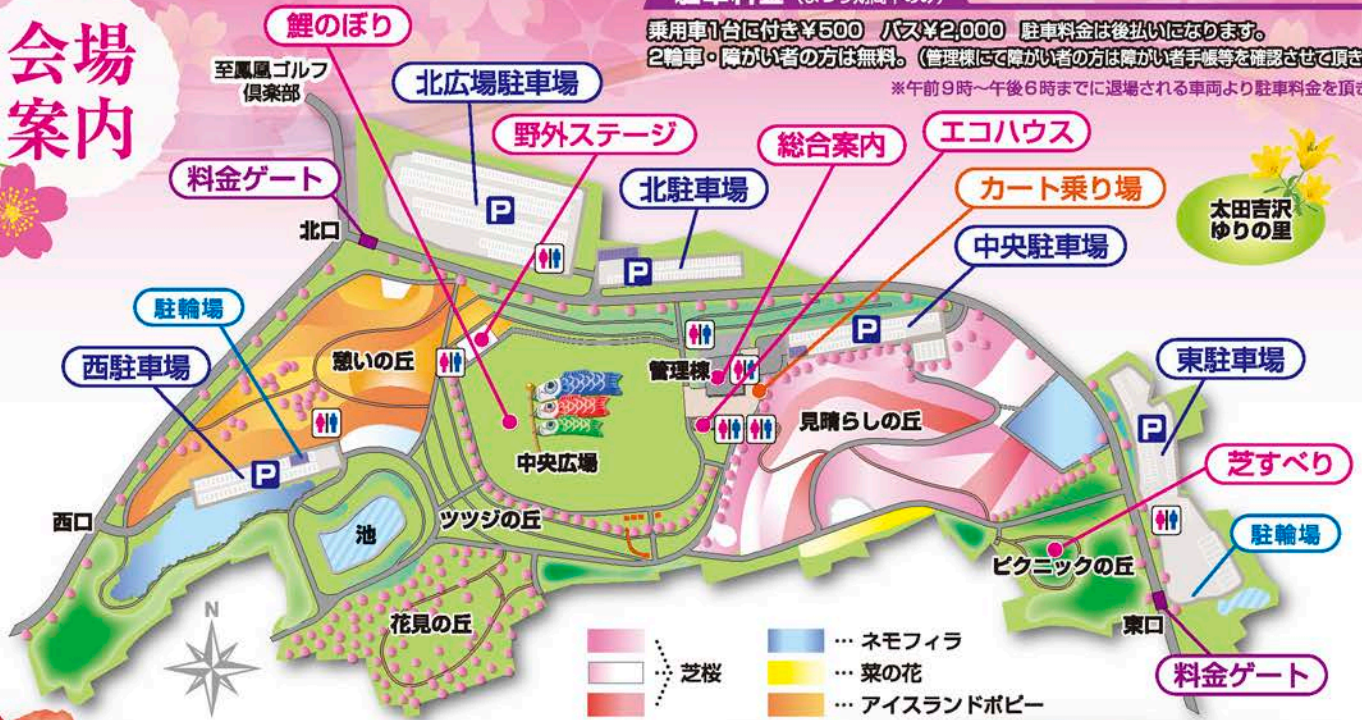 会場
案内
乗用車1台に付き￥500 バス￥2,000 駐車料金は後払いになります。
2輪車・障がい者の方は無料。(管理棟にて障がい者の方は障がい者手帳等を確認させて頂き
※午前9時～午後6時までに退場される車両より駐車料金を頂き
鯉のぼり
至鳳凰ゴルフ
倶楽部
北広場駐車場
野外ステージ
総合案内
エコハウス
料金ゲート
北駐車場
カート乗り場
太田吉沢
ゆりの里
北口
P
P
中央駐車場
駐輪場
P
西駐車場
憩いの丘
管理棟
東駐車場
見晴らしの丘
P
中央広場
芝すべり
P
西口
池
ツツジの丘
駐輪場
ピクニックの丘
花見の丘
東口
N
料金ゲート
芝桜
… ネモフィラ
… 菜の花
… アイスランドポピー